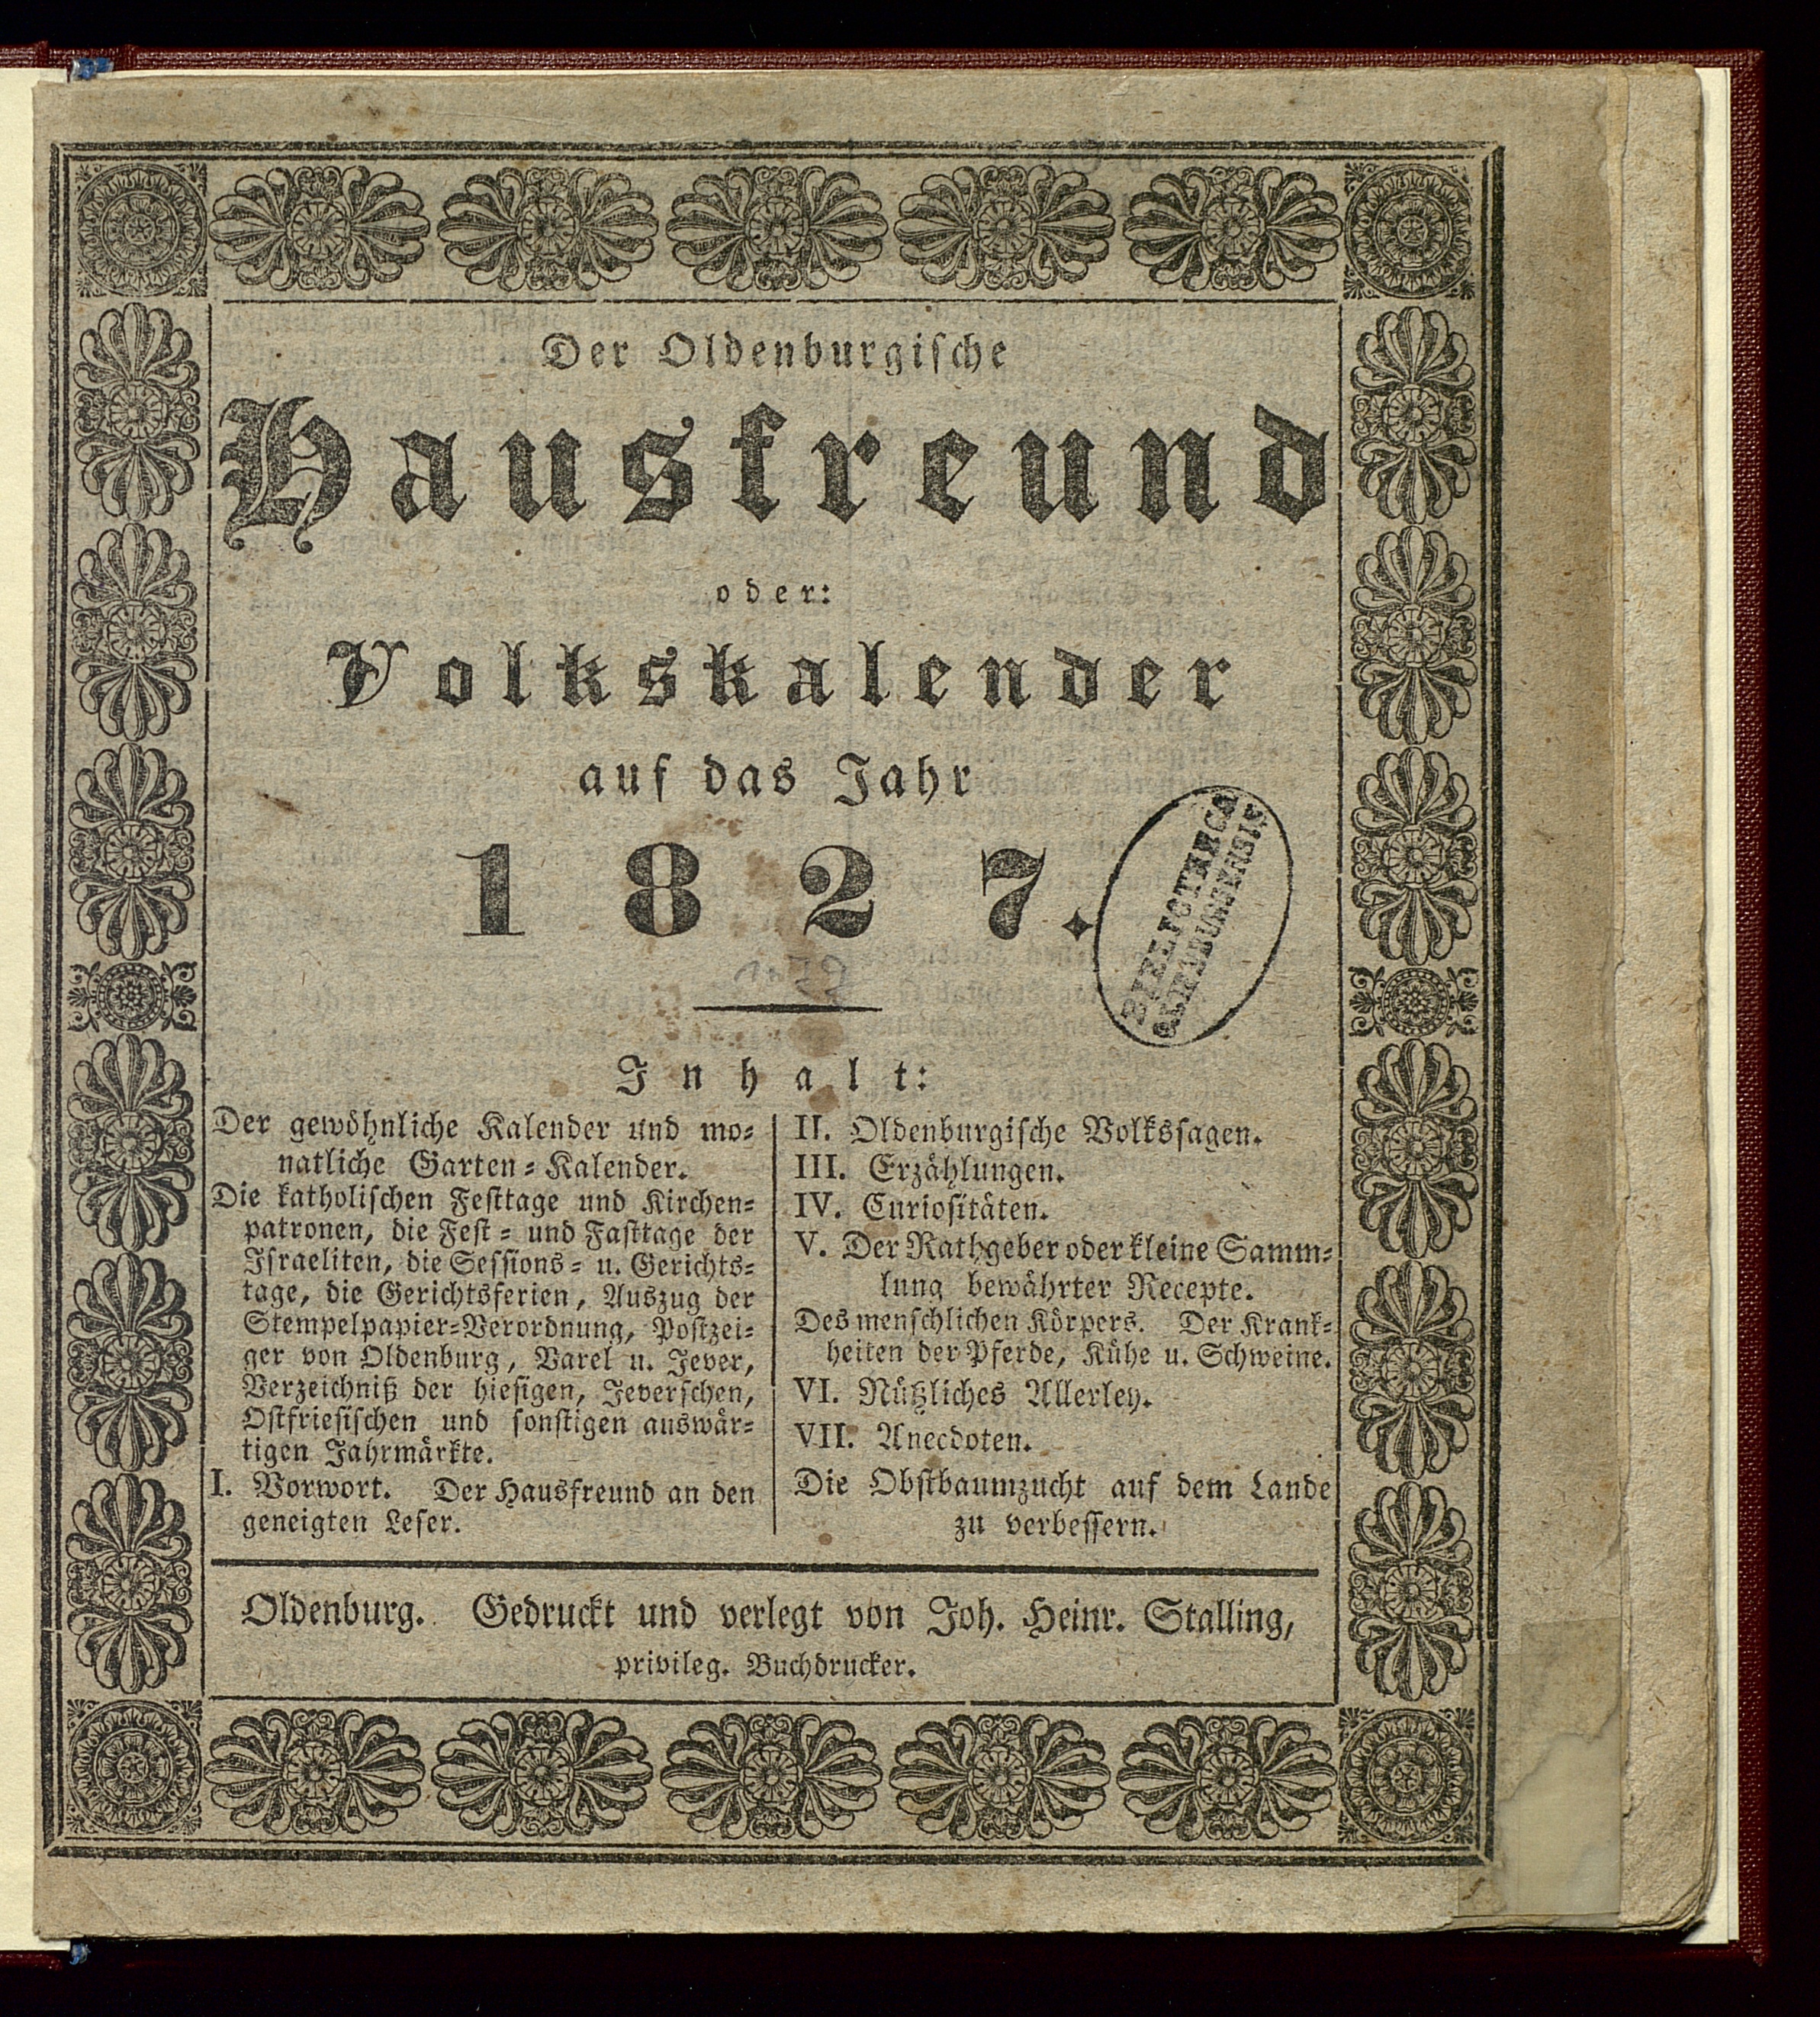 Der Oldenburgische
Hausfreund
oder:
Volkskalender
auf das Jahr
1827.
BIBLIOTHECA
OLDENBURGENSIS
Inhalt:
Der gewöhnliche Kalender und mo-
natliche Garten-Kalender.
Die katholischen Festtage und Kirchen-
patronen, die Fest- und Fasttage der
Israeliten, die Sessions- u. Gerichts-
tage, die Gerichtsferien, Auszug der
Stempelpapier-Verordnung, Postzei-
ger von Oldenburg, Varel u. Jever,
Verzeichniß der hiesigen, Jeverschen,
Ostfriesischen und sonstigen auswär-
tigen Jahrmärkte.
I. Vorwort. Der Hausfreund an den
geneigten Leser.
II. Oldenburgische Volkssagen.
III. Erzählungen.
IV. Curiositäten.
V. Der Rathgeber oder kleine Samm-
lung bewährter Recepte.
Des menschlichen Körpers. Der Krank-
heiten der Pferde, Kühe u. Schweine.
VI. Nützliches Allerley.
VII. Anecdoten.
Die Obstbaumzucht auf dem Lande
zu verbessern.
Oldenburg. Gedruckt und verlegt von Joh. Heinr. Stalling,
privileg. Buchdrucker.